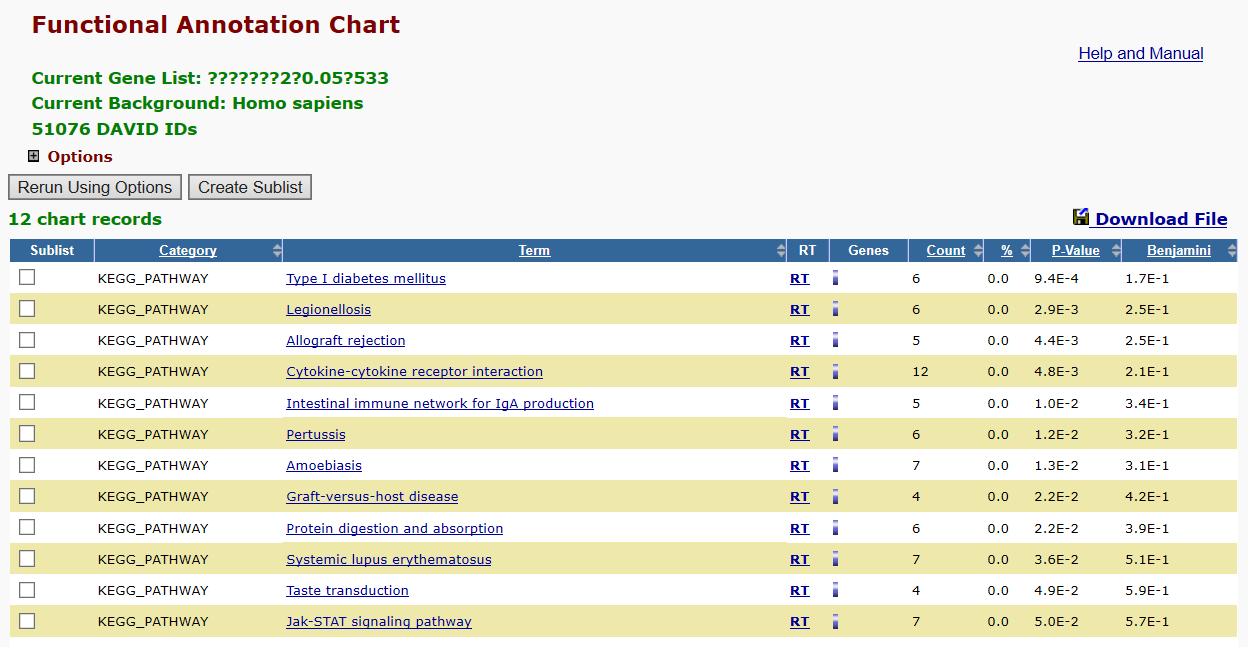 Functional Annotation Chart
Help and Manual
Current Gene List: ???????2?0.05?533
Current Background: Homo sapiens
51076 DAVID IDs
Options
Rerun Using Options Create Sublist
12 chart records Download File
Sublist Category Term RT Genes Count % P-Value Benjamini
KEGG_PATHWAY Type I diabetes mellitus RT 6 0.0 9.4E-4 1.7E-1
KEGG_PATHWAY Legionellosis RT 6 0.0 2.9E-3 2.5E-1
KEGG_PATHWAY Allograft rejection RT 5 0.0 4.4E-3 2.5E-1
KEGG_PATHWAY Cytokine-cytokine receptor interaction RT 12 0.0 4.8E-3 2.1E-1
KEGG_PATHWAY Intestinal immune network for IgA production RT 5 0.0 1.0E-2 3.4E-1
KEGG_PATHWAY Pertussis RT 6 0.0 1.2E-2 3.2E-1
KEGG_PATHWAY Amoebiasis RT 7 0.0 1.3E-2 3.1E-1
KEGG_PATHWAY Graft-versus-host disease RT 4 0.0 2.2E-2 4.2E-1
KEGG_PATHWAY Protein digestion and absorption RT 6 0.0 2.2E-2 3.9E-1
KEGG_PATHWAY Systemic lupus erythematosus RT 7 0.0 3.6E-2 5.1E-1
KEGG_PATHWAY Taste transduction RT 4 0.0 4.9E-2 5.9E-1
KEGG_PATHWAY Jak-STAT signaling pathway RT 7 0.0 5.0E-2 5.7E-1